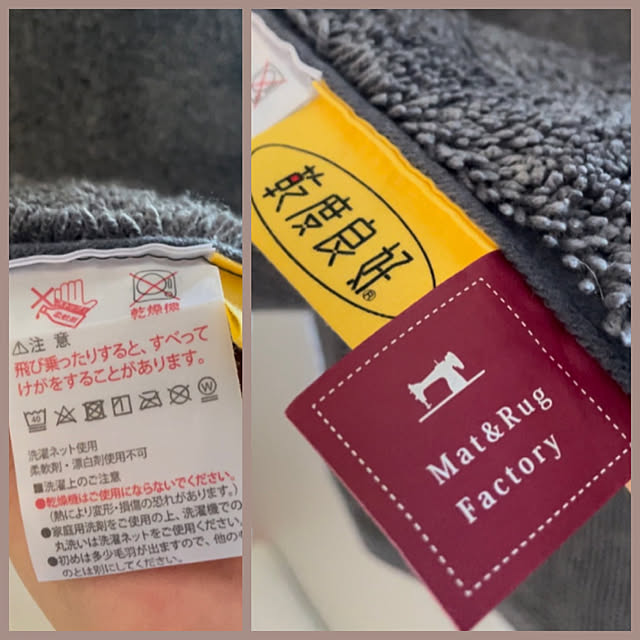 柔軟剤
乾燥機
⚠注 意
飛び乗ったりすると、すべって
けがをすることがあります。
40
W
洗濯ネット使用
柔軟剤・漂白剤使用不可
■洗濯上のご注意
●乾燥機はご使用にならないでください。
(熱により変形・損傷の恐れがあります。)
●家庭用洗剤をご使用の上、洗濯機での
丸洗いは洗濯ネットをご使用ください。
●初めは多少毛羽が出ますので、他の
のとは別にしてください。
乾度良好®
Mat&Rug
Factory